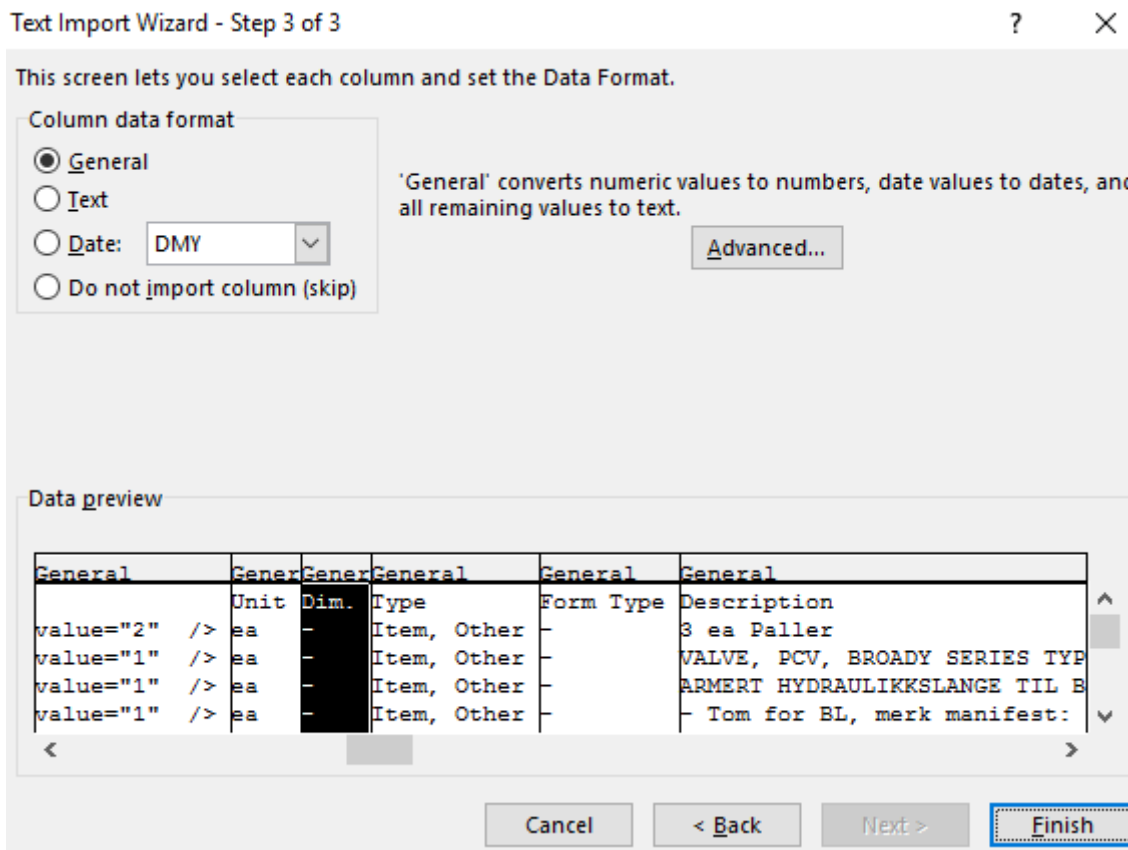 Text Import Wizard - Step 3 of 3
?
This screen lets you select each column and set the Data Format.
Column data format
General
Text
Date: DMY
Do not import column (skip)
'General' converts numeric values to numbers, date values to dates, and
all remaining values to text.
Advanced...
Data preview
General General General General General
Unit Dim. Type Form Type Description
value="2" /> ea - Item, Other - 3 ea Paller
value="1" /> ea - Item, Other - VALVE, PCV, BROADY SERIES TYP
value="1" /> ea - Item, Other - ARMERT HYDRAULIKKSLANGE TIL B
value="1" /> ea - Item, Other - - Tom for BL, merk manifest:
Cancel < Back Next > Finish